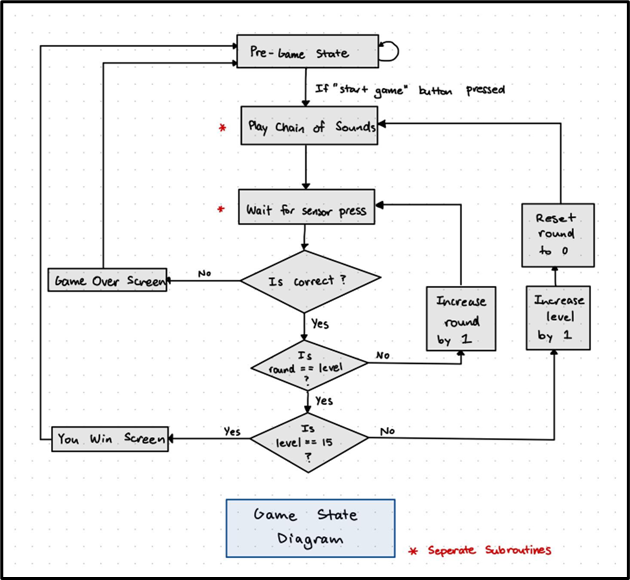 Pre-Game State
If "start game" button pressed
* Play Chain of Sounds
* Wait for sensor press
Reset
round
to 0
Is correct?
No
Game Over Screen
Yes
Increase
round
by 1
Increase
level
by 1
Is
round == level
?
No
Yes
Is
level == 15
?
Yes
No
You Win Screen
Game State
Diagram
* Seperate Subroutines